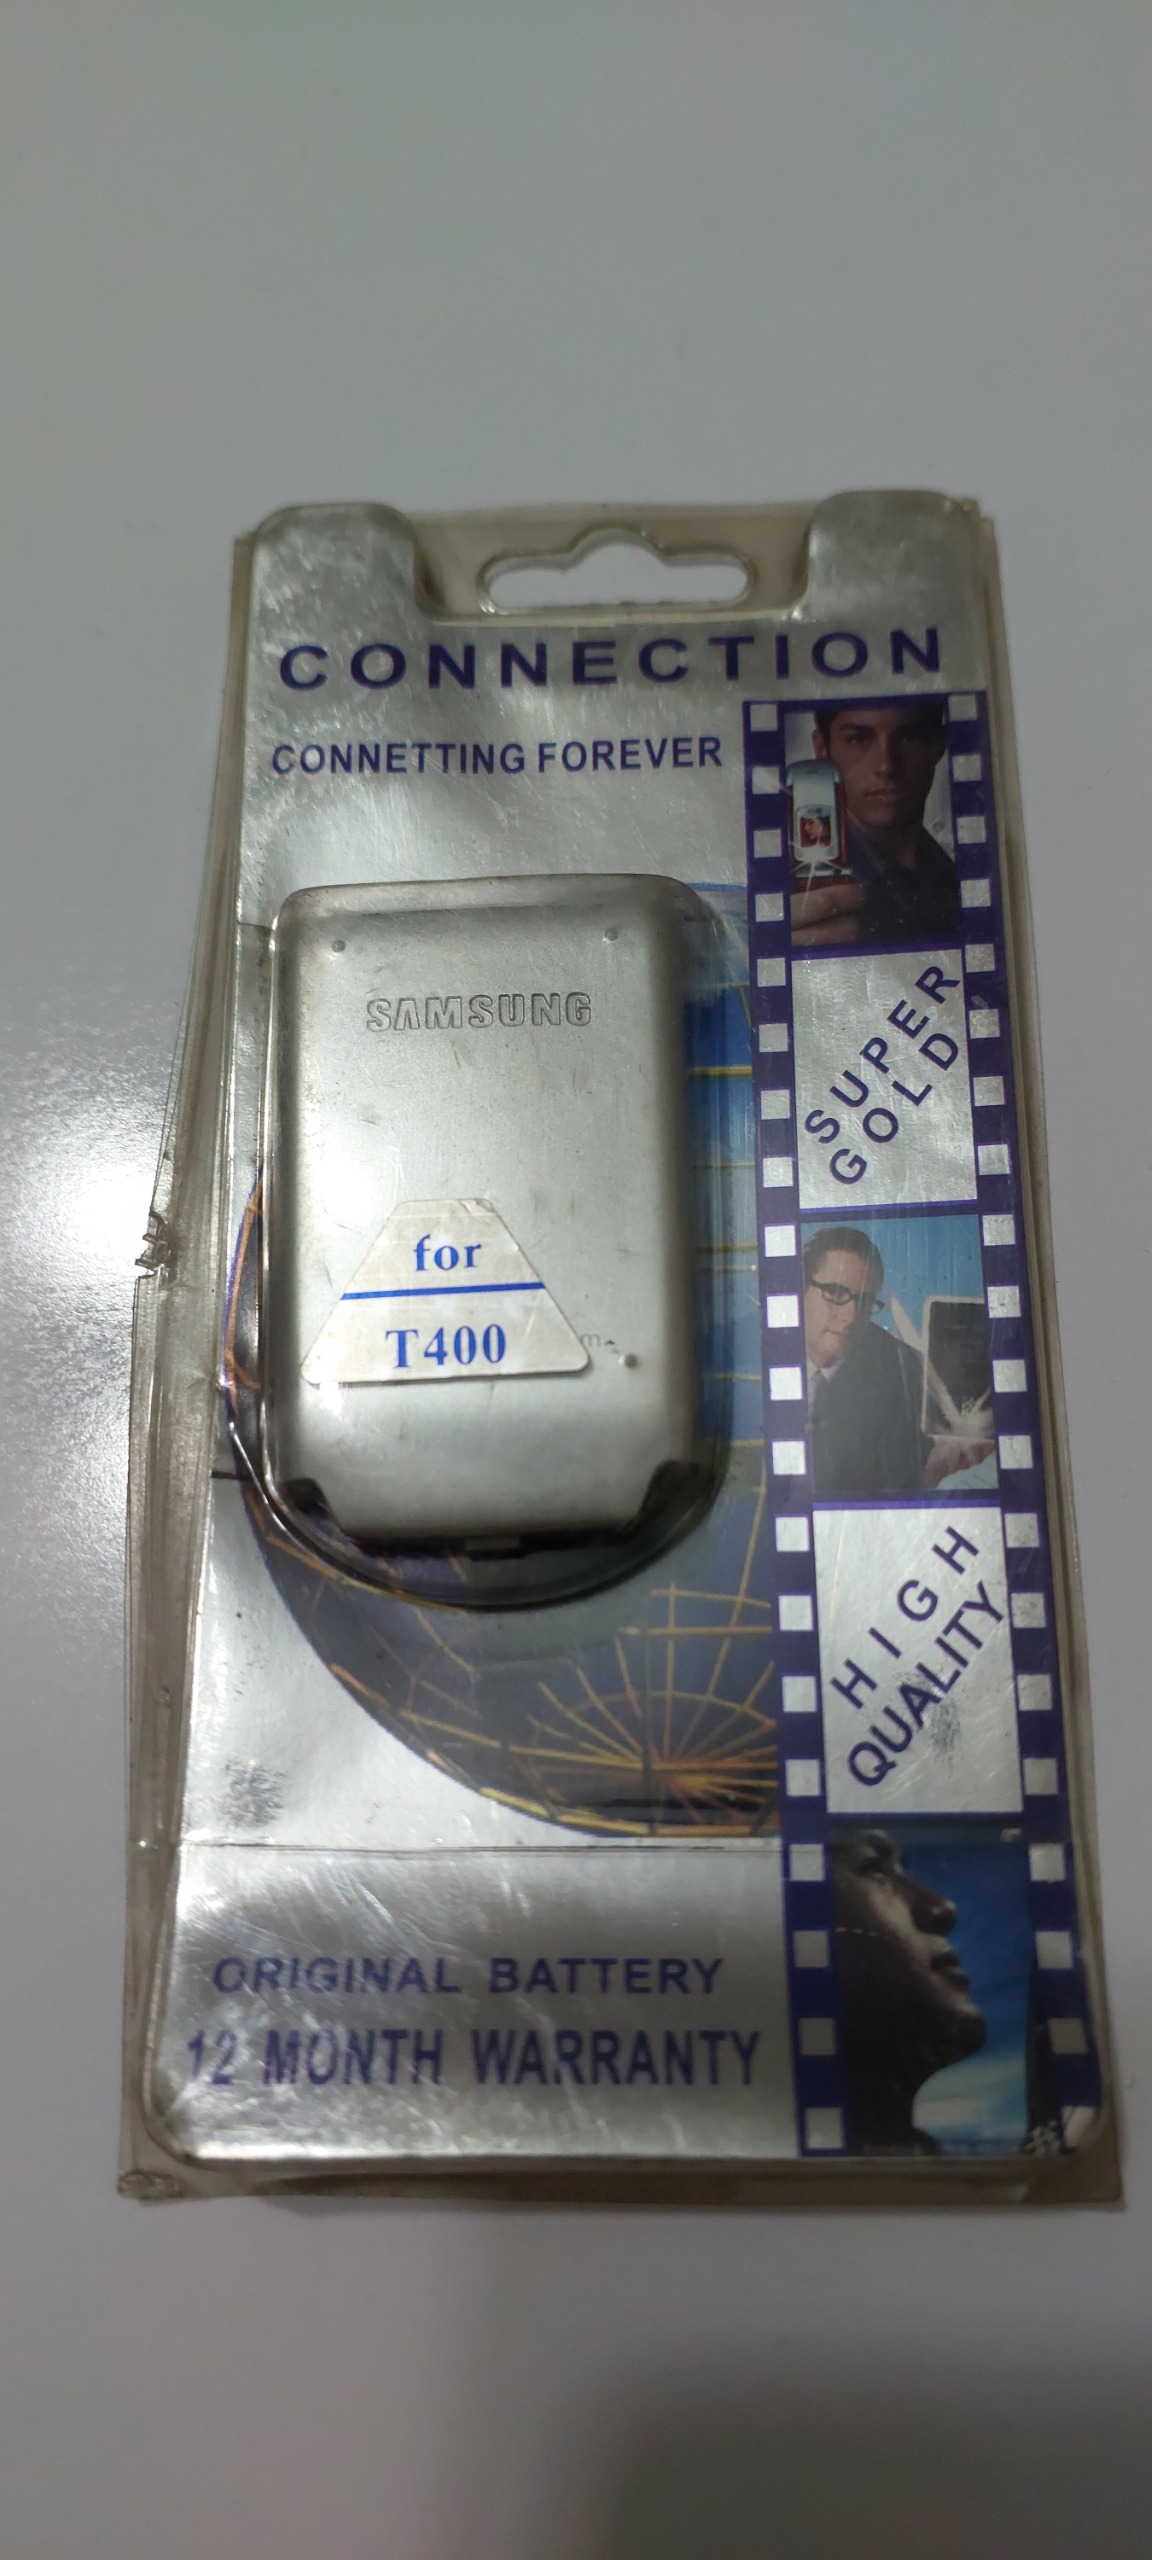 CONNECTION
CONNETTING FOREVER
SAMSUNG
for
T400
SUPER
GOLD
HIGH
QUALITY
ORIGINAL BATTERY
12 MONTH WARRANTY